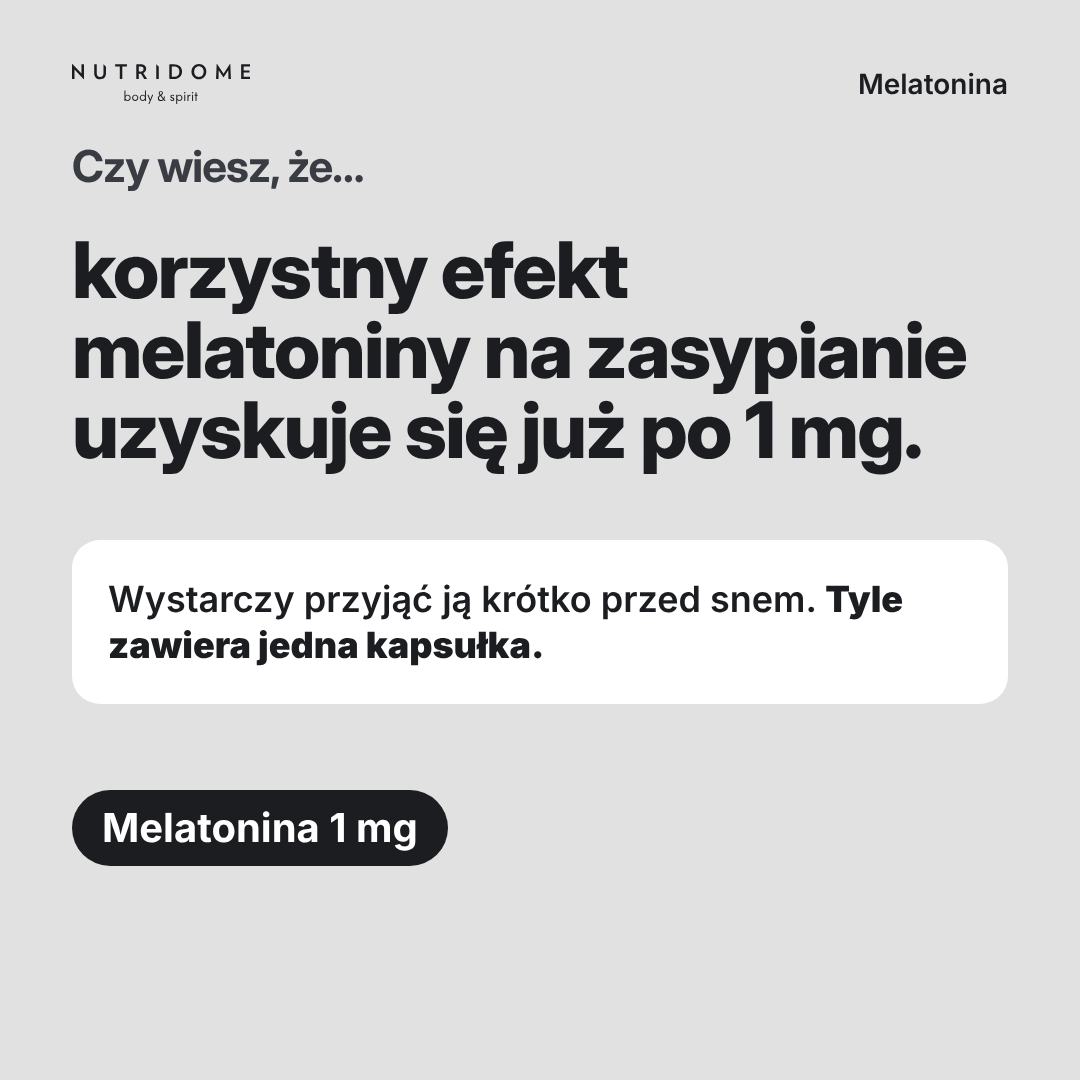 NUTRIDOME
body & spirit
Melatonina
Czy wiesz, że...
korzystny efekt
melatoniny na zasypianie
uzyskuje się już po 1 mg.
Wystarczy przyjąć ją krótko przed snem. Tyle
zawiera jedna kapsułka.
Melatonina 1 mg